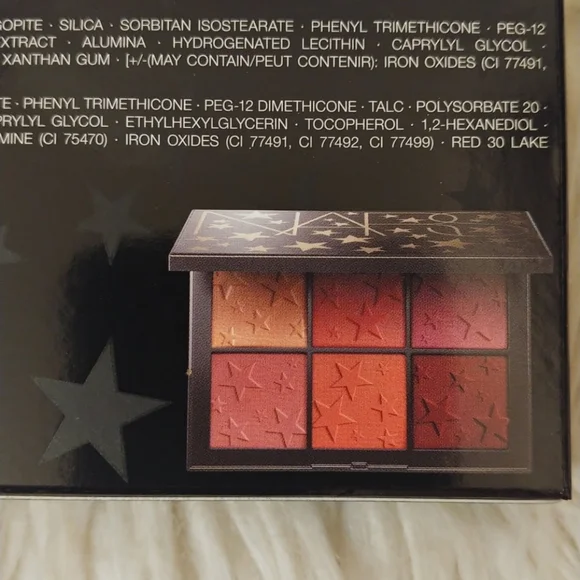 GOPITE · SILICA · SORBITAN ISOSTEARATE · PHENYL TRIMETHICONE · PEG-12
EXTRACT · ALUMINA · HYDROGENATED LECITHIN · CAPRYLYL GLYCOL ·
XANTHAN GUM · [+/-(MAY CONTAIN/PEUT CONTENIR): IRON OXIDES (CI 77491,
TE · PHENYL TRIMETHICONE · PEG-12 DIMETHICONE · TALC · POLYSORBATE 20 ·
PRYLYL GLYCOL · ETHYLHEXYLGLYCERIN · TOCOPHEROL · 1,2-HEXANEDIOL ·
MINE (CI 75470) · IRON OXIDES (CI 77491, CI 77492, CI 77499) · RED 30 LAKE
NARS